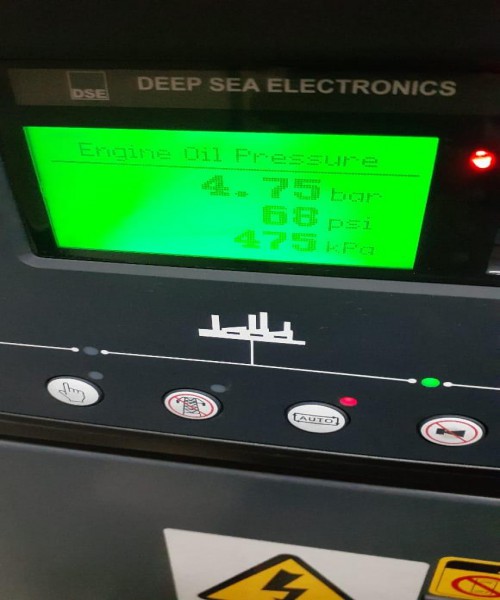 DSE DEEP SEA ELECTRONICS
Engine Oil Pressure
4.75 bar
68 psi
475 kPa
AUTO